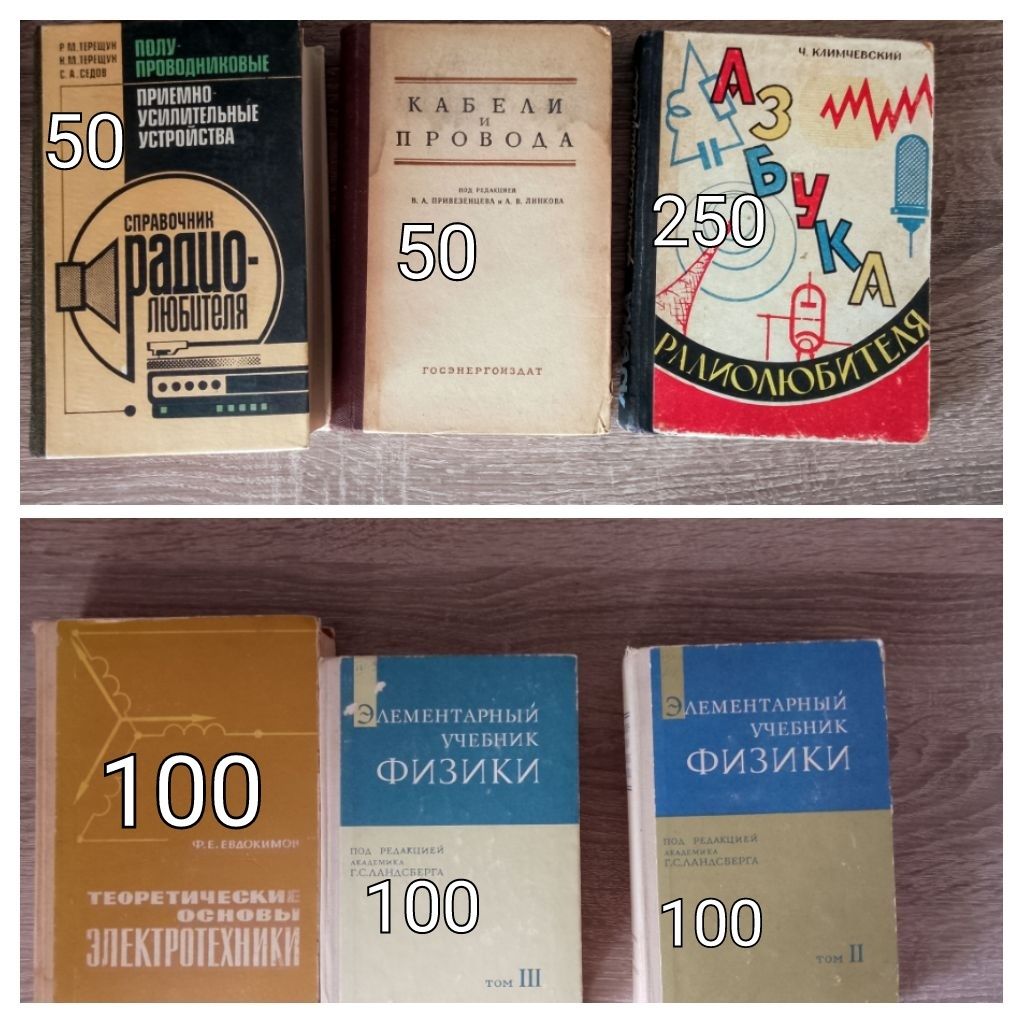 Р.М.ТЕРЕЩУК
К.М.ТЕРЕЩУК
С.А.СЕДОВ
ПОЛУ-
ПРОВОДНИКОВЫЕ
ПРИЕМНО-
УСИЛИТЕЛЬНЫЕ
УСТРОЙСТВА
50
СПРАВОЧНИК
РАДИО-
ЛЮБИТЕЛЯ
КАБЕЛИ
И
ПРОВОДА
ПОД РЕДАКЦИЕЙ
В. А. ПРИВЕЗЕНЦЕВА и А. В. ЛИНКОВА
50
ГОСЭНЕРГОИЗДАТ
Ч. КЛИМЧЕВСКИЙ
АЗБУКА
250
РАДИОЛЮБИТЕЛЯ
100
Ф.Е.ЕВДОКИМОВ
ТЕОРЕТИЧЕСКИЕ
ОСНОВЫ
ЭЛЕКТРОТЕХНИКИ
ЭЛЕМЕНТАРНЫЙ
УЧЕБНИК
ФИЗИКИ
ПОД РЕДАКЦИЕЙ
АКАДЕМИКА
Г.С.ЛАНДСБЕРГА
100
ТОМ III
ЭЛЕМЕНТАРНЫЙ
УЧЕБНИК
ФИЗИКИ
ПОД РЕДАКЦИЕЙ
АКАДЕМИКА
Г.С.ЛАНДСБЕРГА
100
ТОМ II